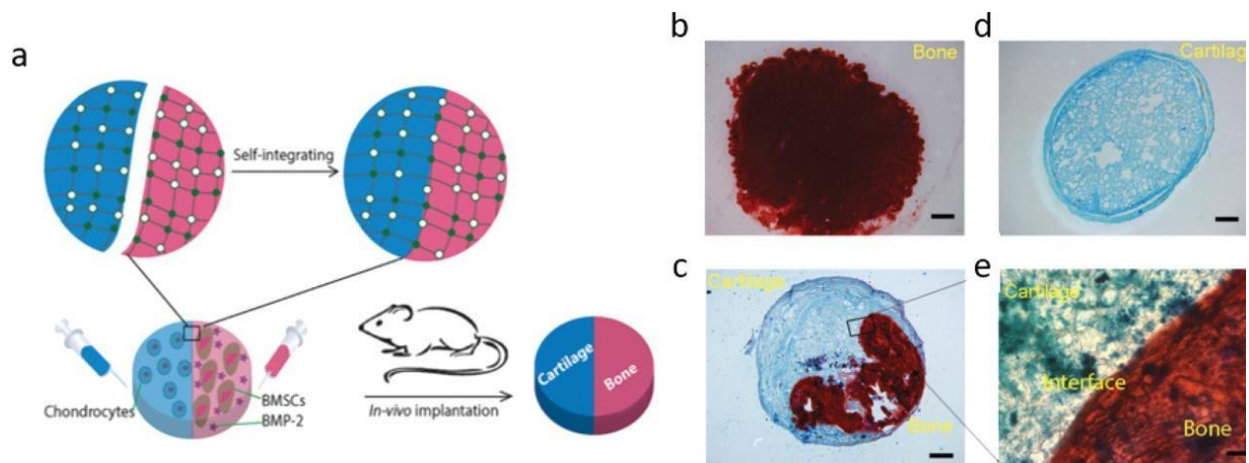 a
Self-integrating
Chondrocytes
BMSCs
BMP-2
In-vivo implantation
Cartilage
Bone
b
Bone
d
Cartilag
c
Cartilage
Bone
e
Cartilage
Interface
Bone